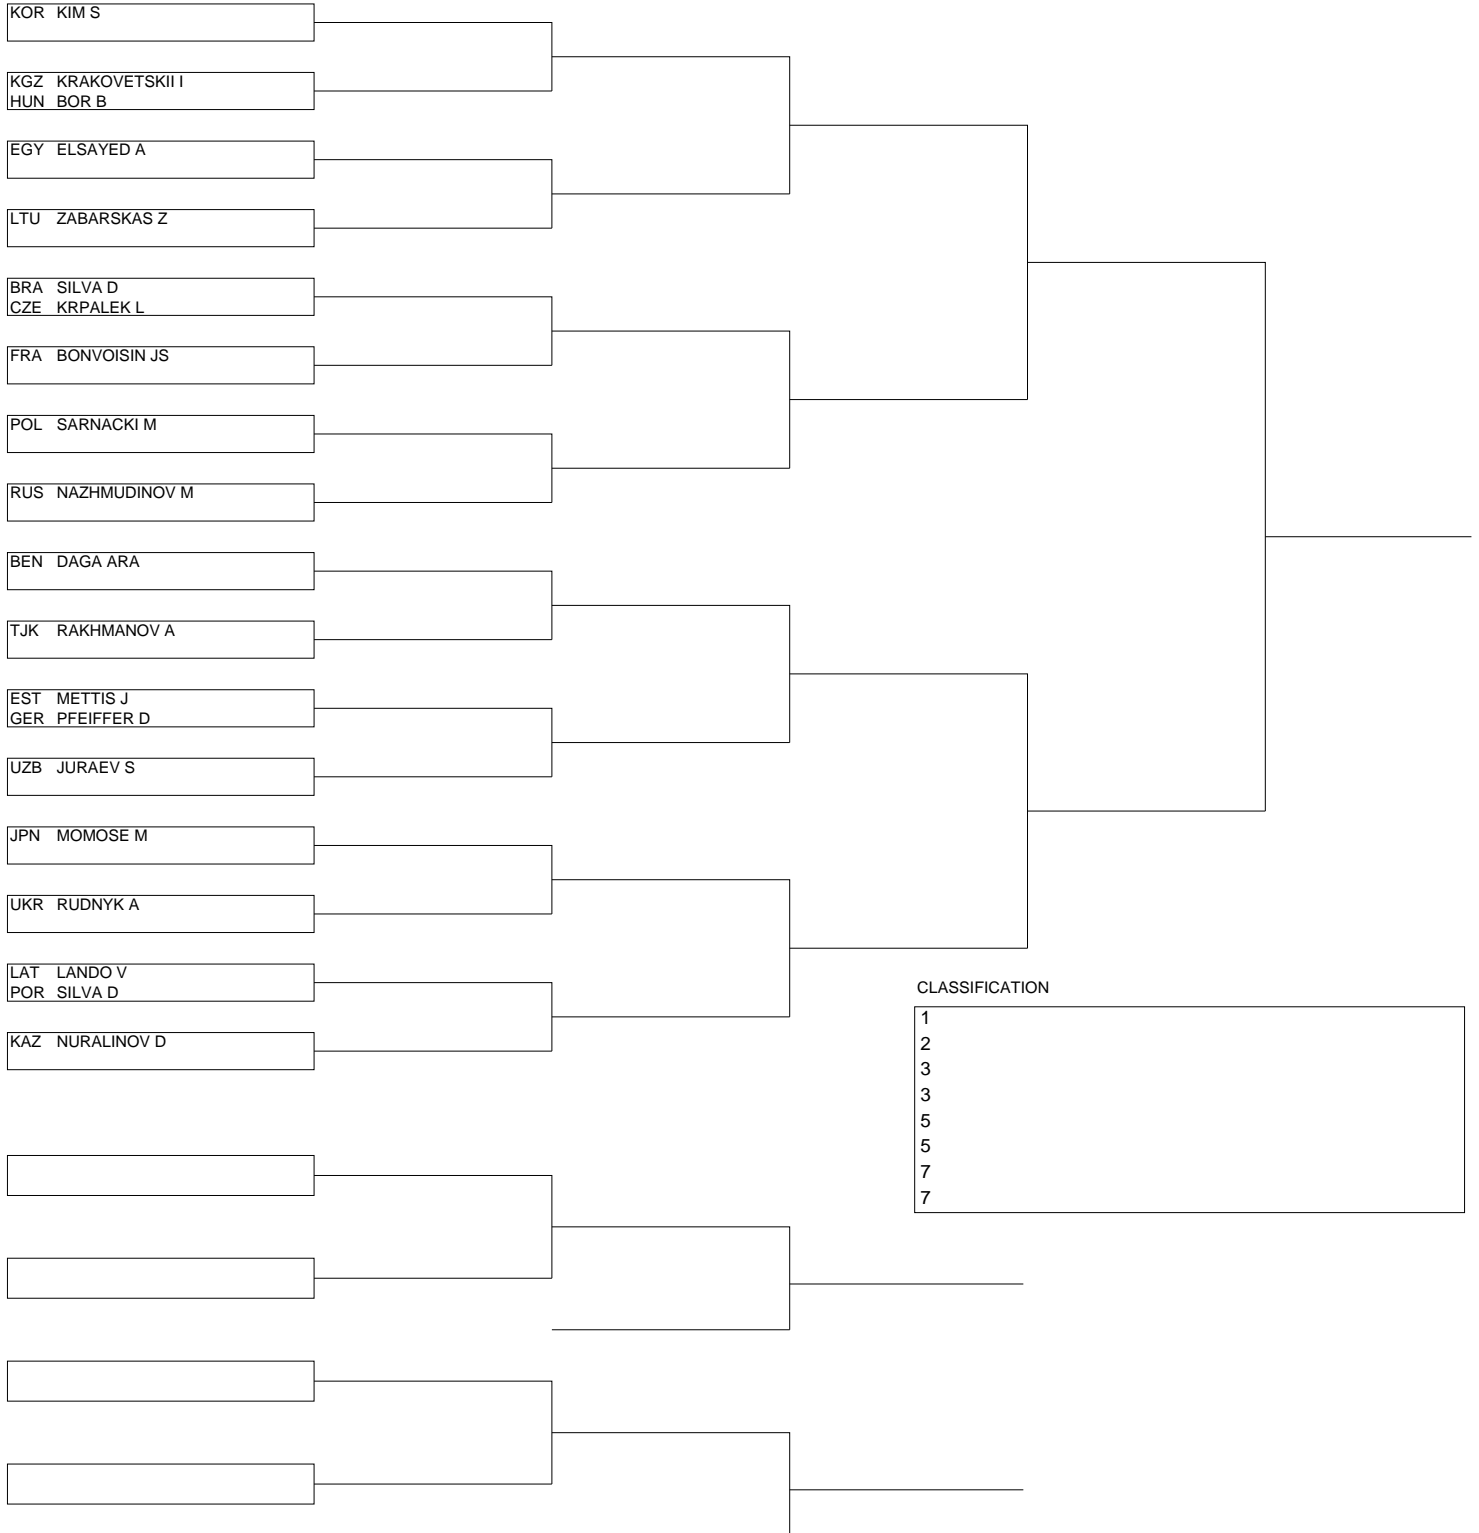 KOR KIM S
KGZ KRAKOVETSKII I
HUN BOR B
EGY ELSAYED A
LTU ZABARSKAS Z
BRA SILVA D
CZE KRPALEK L
FRA BONVOISIN JS
POL SARNACKI M
RUS NAZHMUDINOV M
BEN DAGA ARA
TJK RAKHMANOV A
EST METTIS J
GER PFEIFFER D
UZB JURAEV S
JPN MOMOSE M
UKR RUDNYK A
LAT LANDO V
POR SILVA D
KAZ NURALINOV D
CLASSIFICATION
1
2
3
3
5
5
7
7